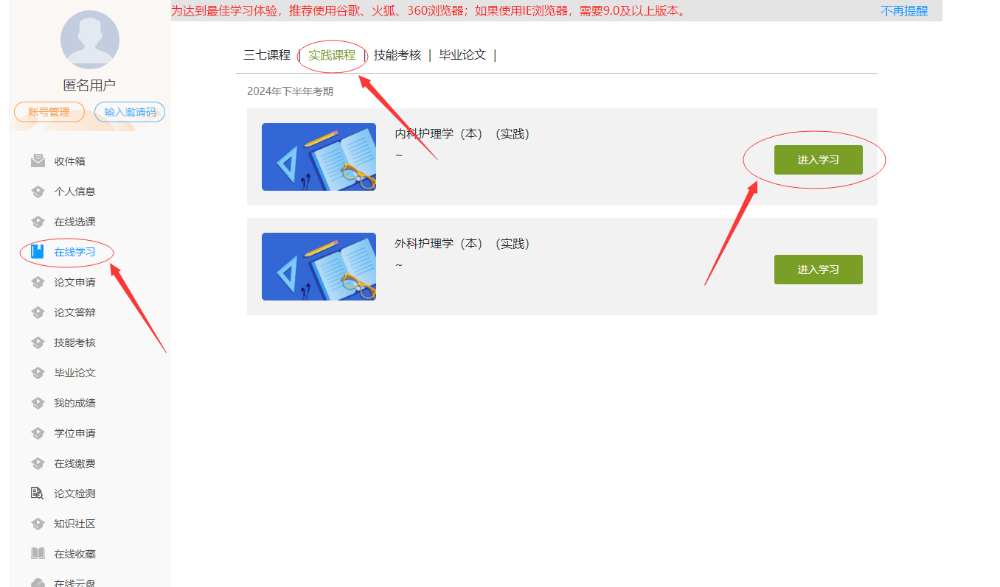 为达到最佳学习体验，推荐使用谷歌、火狐、360浏览器；如果使用IE浏览器，需要9.0及以上版本。 不再提醒
匿名用户
账号管理 输入邀请码
收件箱
个人信息
在线选课
在线学习
论文申请
论文答辩
技能考核
毕业论文
我的成绩
学位申请
在线缴费
论文检测
知识社区
在线收藏
在线云盘
三七课程 | 实践课程 | 技能考核 | 毕业论文 |
2024年下半年考期
内科护理学（本）（实践）
~
进入学习
外科护理学（本）（实践）
~
进入学习